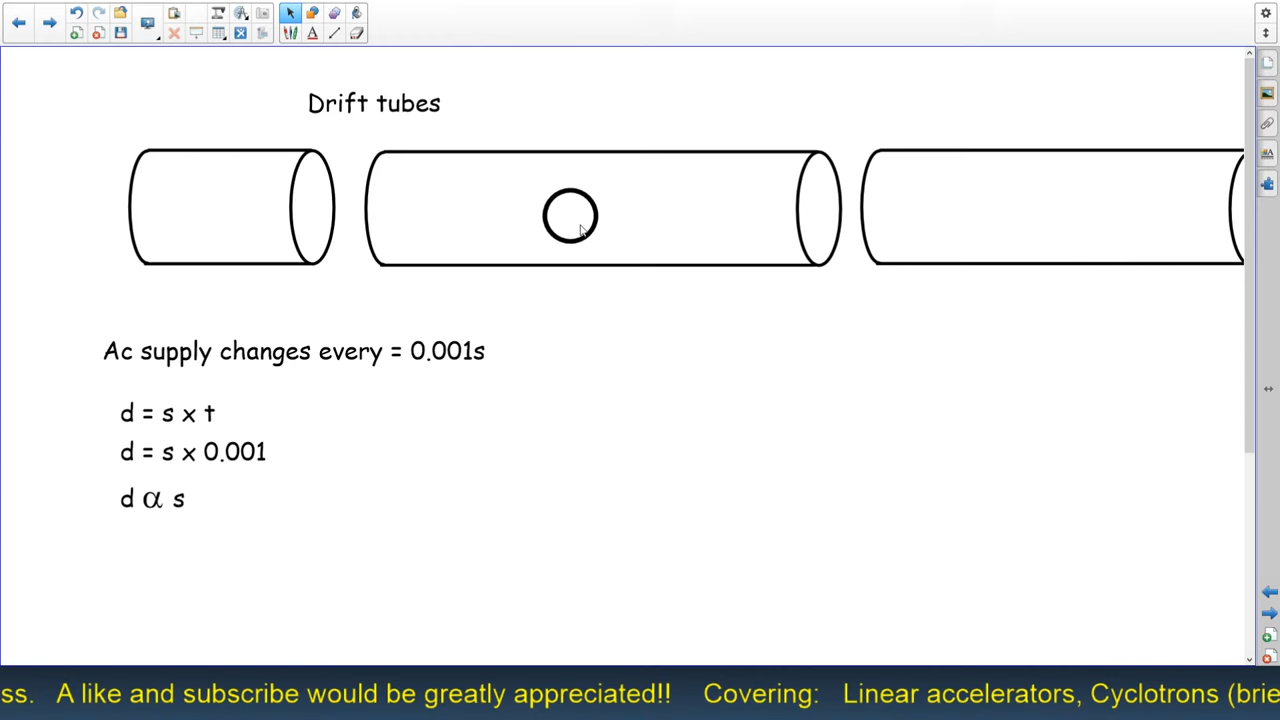 Drift tubes
Ac supply changes every = 0.001s
d = s x t
d = s x 0.001
d α s
ss. A like and subscribe would be greatly appreciated!! Covering: Linear accelerators, Cyclotrons (brie